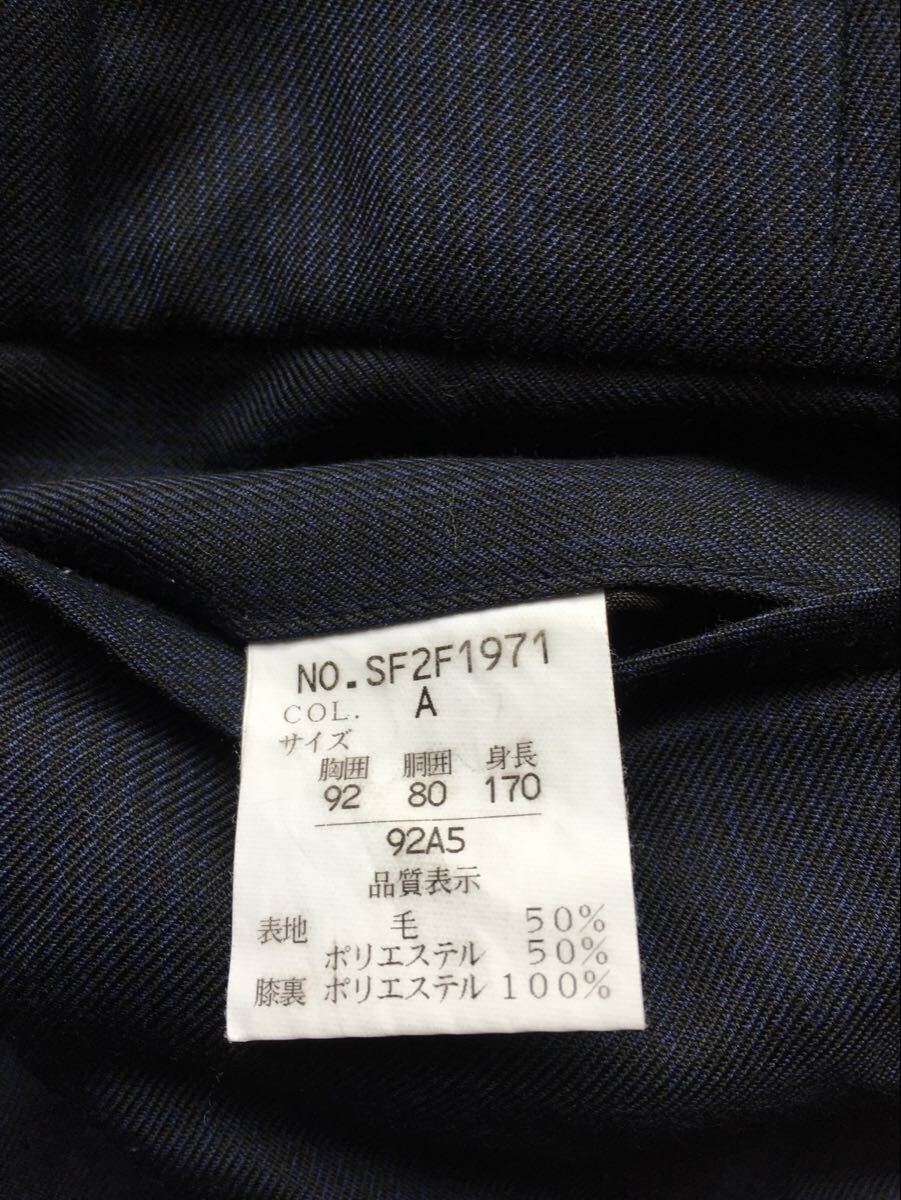 NO.SF2F1971
COL. A
サイズ
胸囲 胴囲 身長
92 80 170
92A5
品質表示
表地 毛 50%
ポリエステル 50%
膝裏 ポリエステル 100%